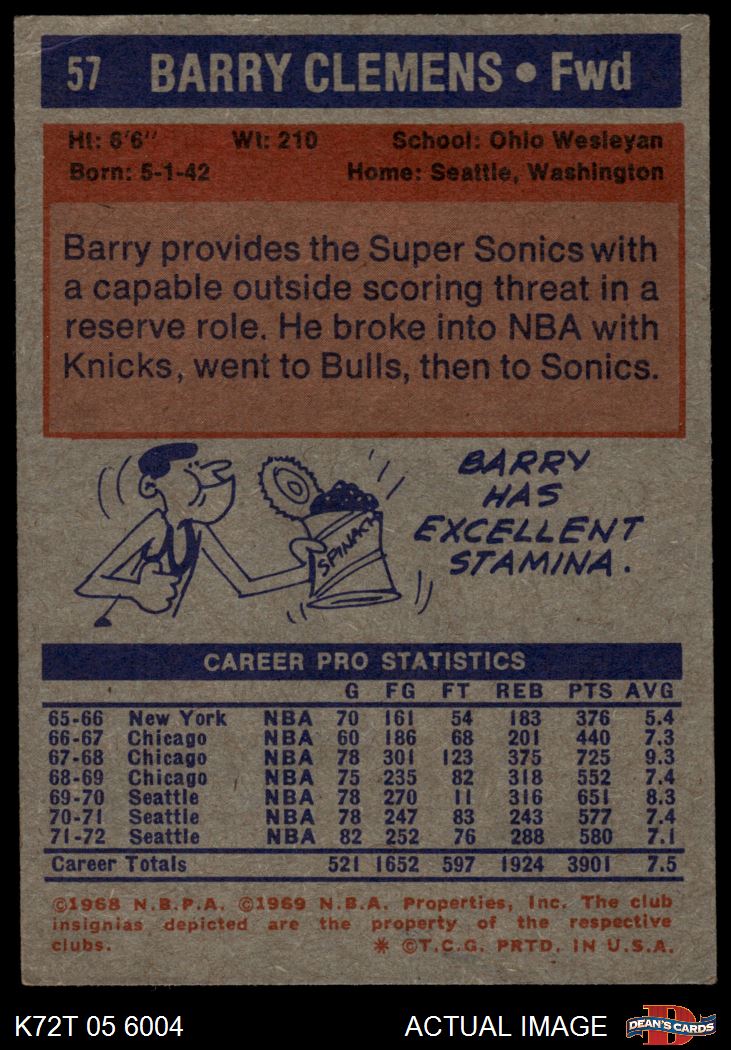 57 BARRY CLEMENS • Fwd
Ht: 6'6" Wt: 210 School: Ohio Wesleyan
Born: 5-1-42 Home: Seattle, Washington
Barry provides the Super Sonics with
a capable outside scoring threat in a
reserve role. He broke into NBA with
Knicks, went to Bulls, then to Sonics.
BARRY
HAS
EXCELLENT
STAMINA.
SPINACH
CAREER PRO STATISTICS
G FG FT REB PTS AVG
65-66 New York NBA 70 161 54 183 376 5.4
66-67 Chicago NBA 60 186 68 201 440 7.3
67-68 Chicago NBA 78 301 123 375 725 9.3
68-69 Chicago NBA 75 235 82 318 552 7.4
69-70 Seattle NBA 78 270 11 316 651 8.3
70-71 Seattle NBA 78 247 83 243 577 7.4
71-72 Seattle NBA 82 252 76 288 580 7.1
Career Totals 521 1652 597 1924 3901 7.5
©1968 N.B.P.A. ©1969 N.B.A. Properties, Inc. The club
insignias depicted are the property of the respective
clubs. * ©T.C.G. PRTD. IN U.S.A.
K72T 05 6004 ACTUAL IMAGE D DEAN'S CARDS